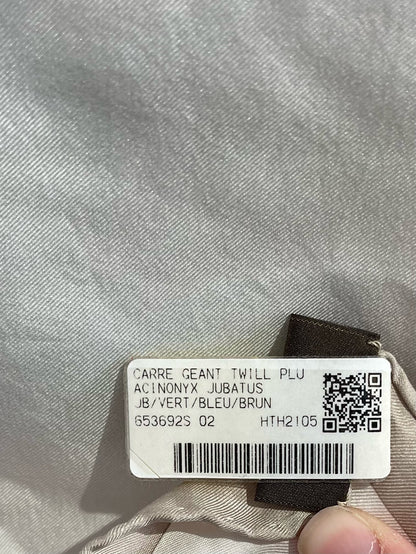 CARRE GEANT TWILL PLU
ACINONYX JUBATUS
JB/VERT/BLEU/BRUN
653692S 02 HTH2105